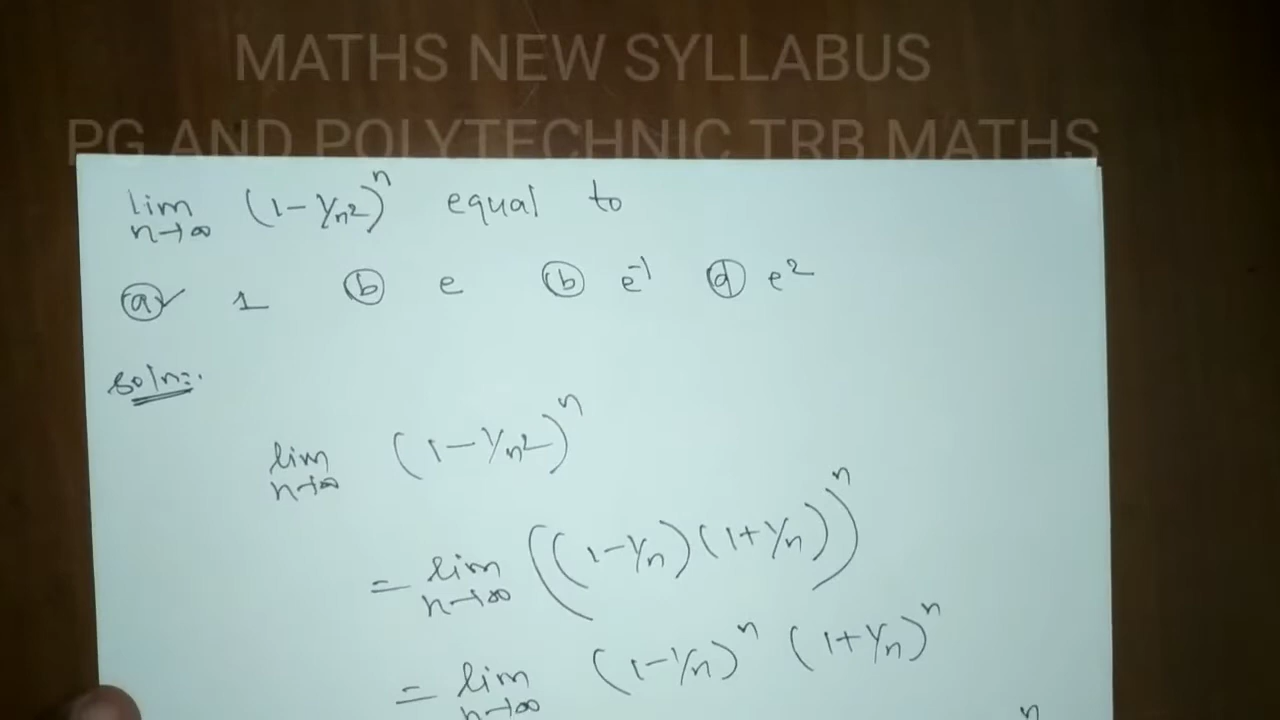 MATHS NEW SYLLABUS
PG AND POLYTECHNIC TRB MATHS
lim n→∞ (1 - 1/n²)ⁿ equal to
ⓐ✓ 1 ⓑ e ⓑ e⁻¹ ⓓ e²
soln:-
lim n→∞ (1 - 1/n²)ⁿ
= lim n→∞ ((1 - 1/n)(1 + 1/n))ⁿ
= lim n→∞ (1 - 1/n)ⁿ (1 + 1/n)ⁿ
n